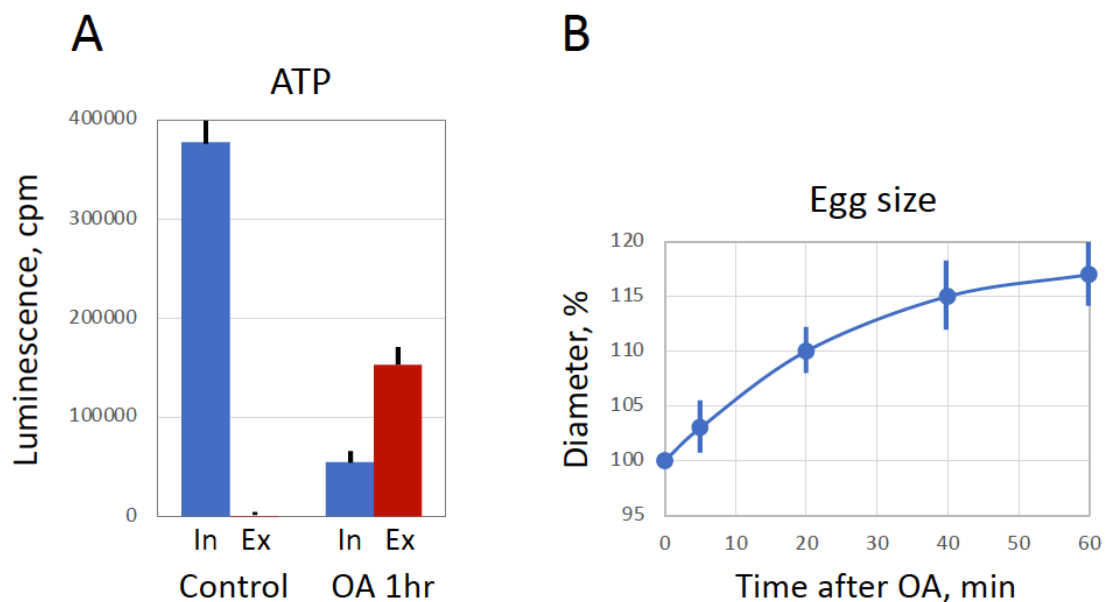 A
ATP
Luminescence, cpm
400000
300000
200000
100000
0
In Ex In Ex
Control OA 1hr
B
Egg size
Diameter, %
120
115
110
105
100
95
0 10 20 30 40 50 60
Time after OA, min